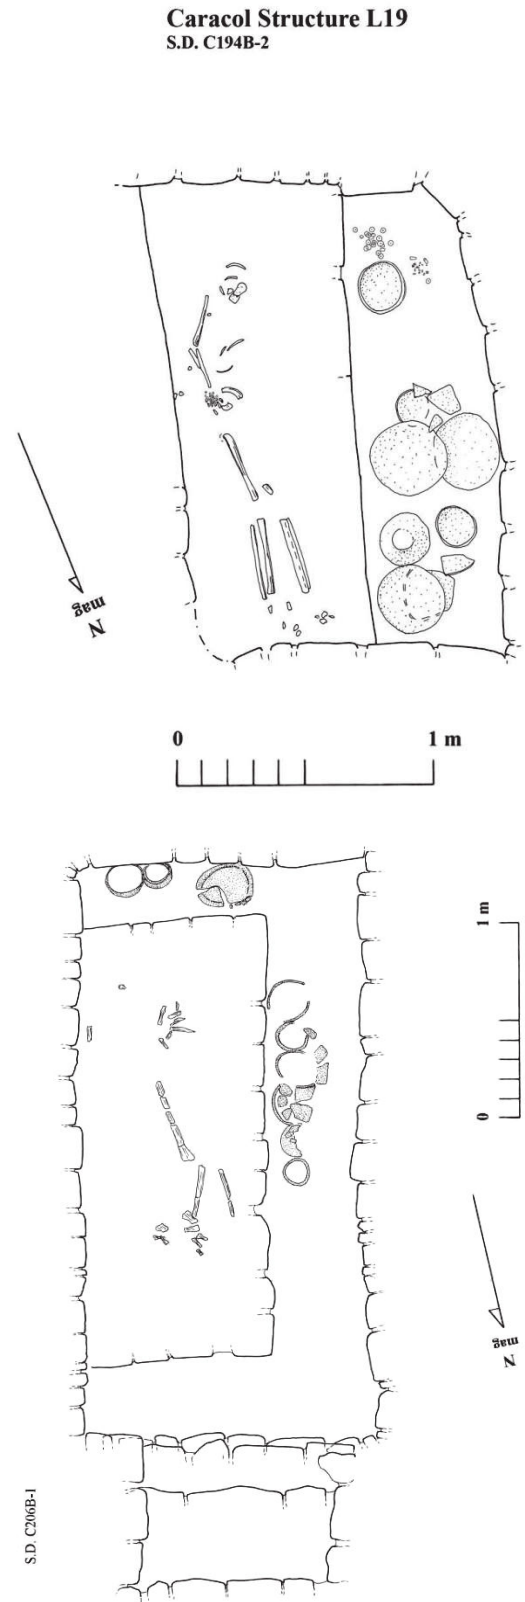 Caracol Structure L19
S.D. C194B-2
N
mag
0 1 m
0 1 m
N
mag
S.D. C206B-1